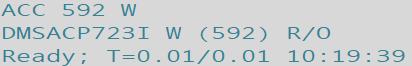 ACC 592 W
DMSACP723I W (592) R/O
Ready; T=0.01/0.01 10:19:39